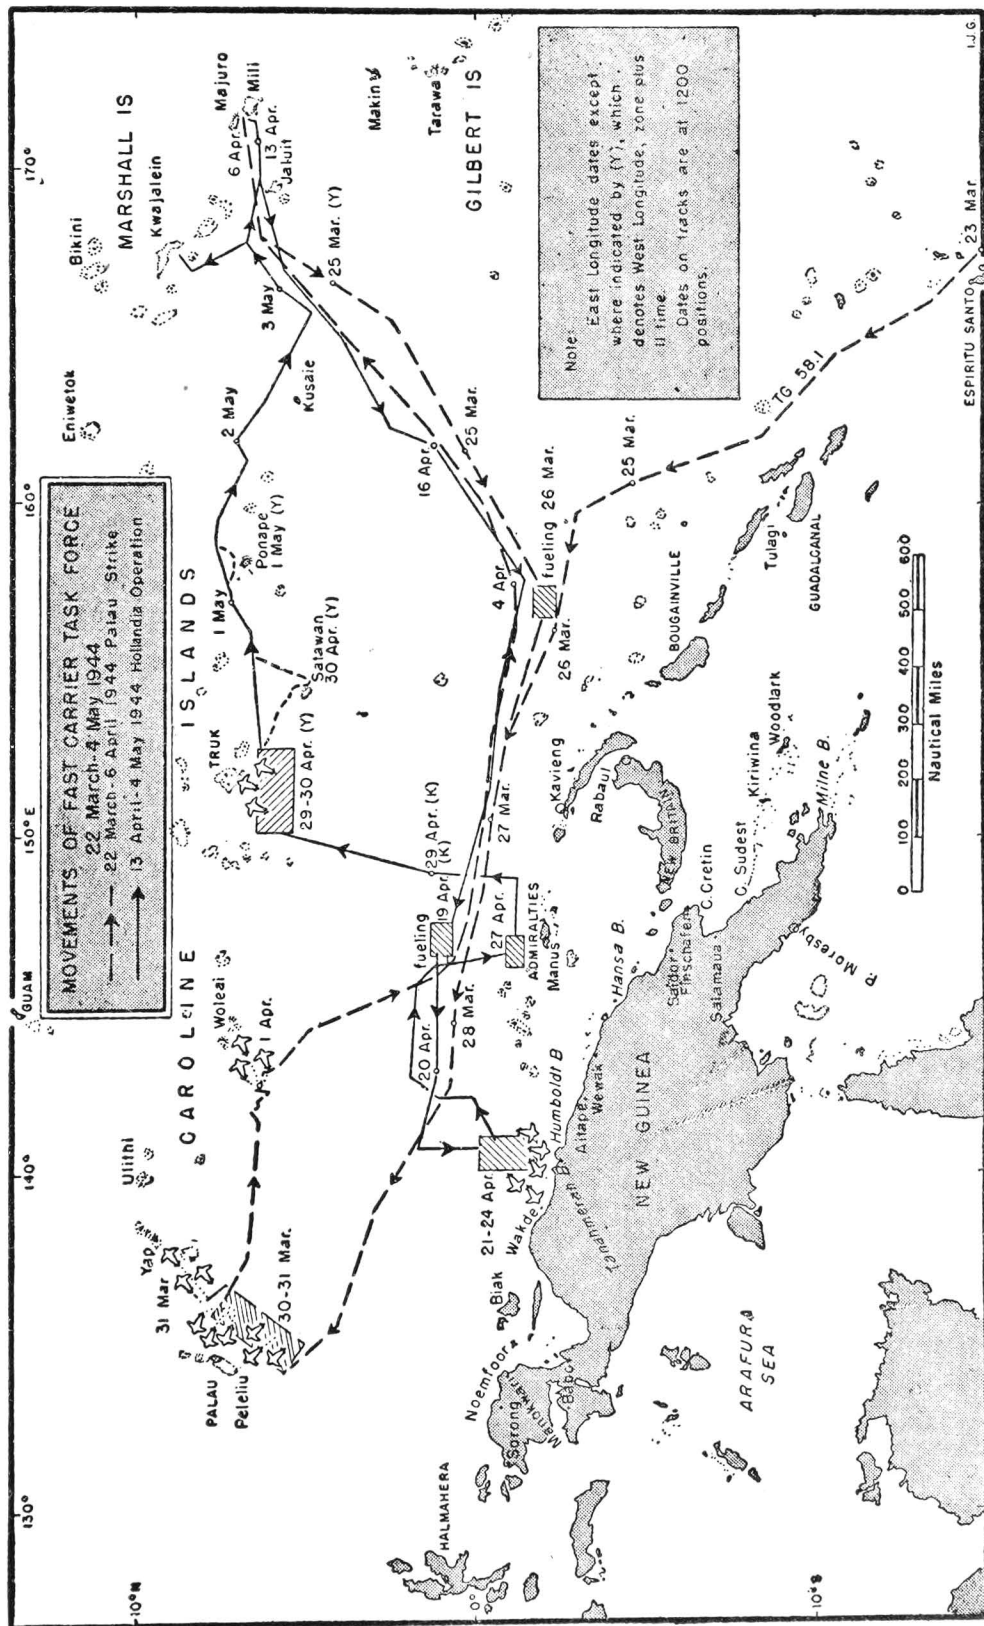 MOVEMENTS OF FAST CARRIER TASK FORCE
22 March-4 May 1944
22 March-6 April 1944 Palau Strike
13 April-4 May 1944 Hollandia Operation
130°
140°
150° E
160°
170°
10°N
0°
10°S
GUAM
Eniwetok
Bikini
MARSHALL IS
Kwajalein
Majuro
Mili
6 Apr.
13 Apr.
Jaluit
Makin
Tarawa
GILBERT IS
Ulithi
Yap
31 Mar
PALAU
Peleliu
30-31 Mar.
CAROLINE ISLANDS
Woleai
1 Apr.
TRUK
29-30 Apr. (Y)
Satawan
30 Apr. (Y)
1 May
Ponape
1 May (Y)
2 May
Kusaie
3 May
25 Mar. (Y)
25 Mar.
16 Apr.
4 Apr.
fueling 26 Mar.
26 Mar.
25 Mar.
TG 58.1
ESPIRITU SANTO
23 Mar
fueling
19 Apr.
(K)
29 Apr. (K)
27 Mar.
27 Apr.
28 Mar.
20 Apr.
21-24 Apr.
ADMIRALTIES
Manus
Kavieng
Rabaul
NEW BRITAIN
BOUGAINVILLE
Tulagi
GUADALCANAL
Kiriwina
Woodlark
Milne B.
C. Sudest
C. Cretin
Finschafen
Saidor
Salamaua
P. Moresby
Hansa B.
Wewak
Aitape
Humboldt B
Tanahmerah B.
Wakde
NEW GUINEA
Biak
Noemfoor
Manokwari
Sorong
Babo
HALMAHERA
ARAFURA
SEA
Note:
East Longitude dates except
where indicated by (Y), which
denotes West Longitude, zone plus
11 time.
Dates on tracks are at 1200
positions.
0 100 200 300 400 500 600
Nautical Miles
I.J.G.